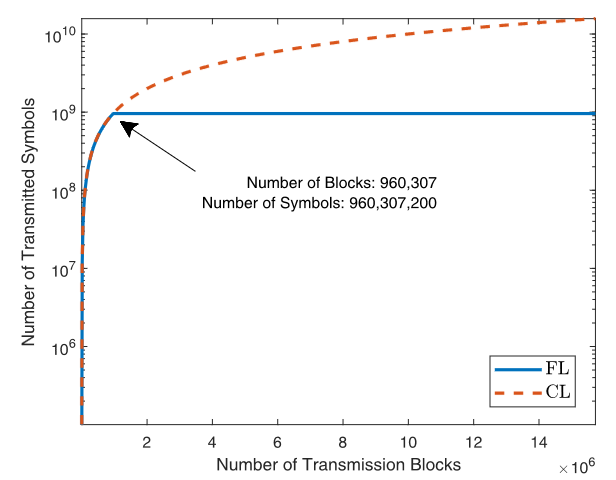 Number of Transmitted Symbols
10^10
10^9
10^8
10^7
10^6
Number of Blocks: 960,307
Number of Symbols: 960,307,200
FL
CL
2 4 6 8 10 12 14
Number of Transmission Blocks
×10^6